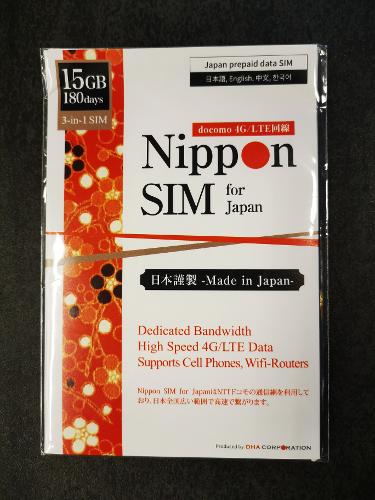 15GB
180days
3-in-1 SIM
Japan prepaid data SIM
日本語, English, 中文, 한국어
docomo 4G/LTE回線
Nippon
SIM for
Japan
日本謹製 -Made in Japan-
Dedicated Bandwidth
High Speed 4G/LTE Data
Supports Cell Phones, Wifi-Routers
Nippon SIM for JapanはNTTドコモの通信網を利用して
おり、日本全国広い範囲で高速で繋がります。
Produced by DHA CORPORATION